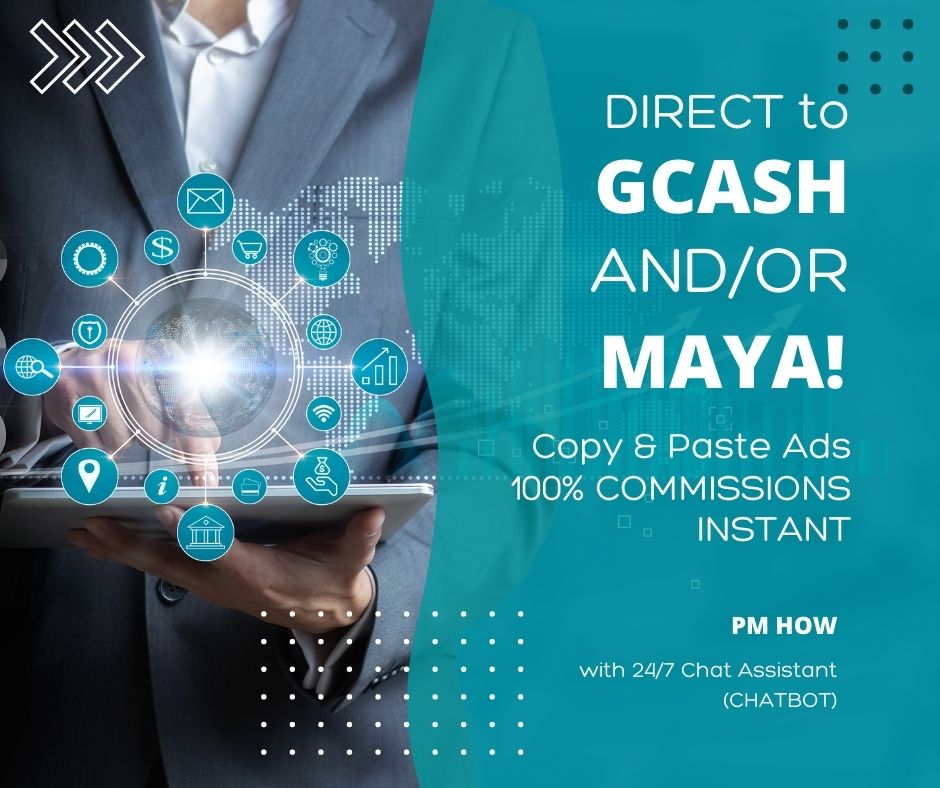 DIRECT to
GCASH
AND/OR
MAYA!
Copy & Paste Ads
100% COMMISSIONS
INSTANT
PM HOW
with 24/7 Chat Assistant
(CHATBOT)